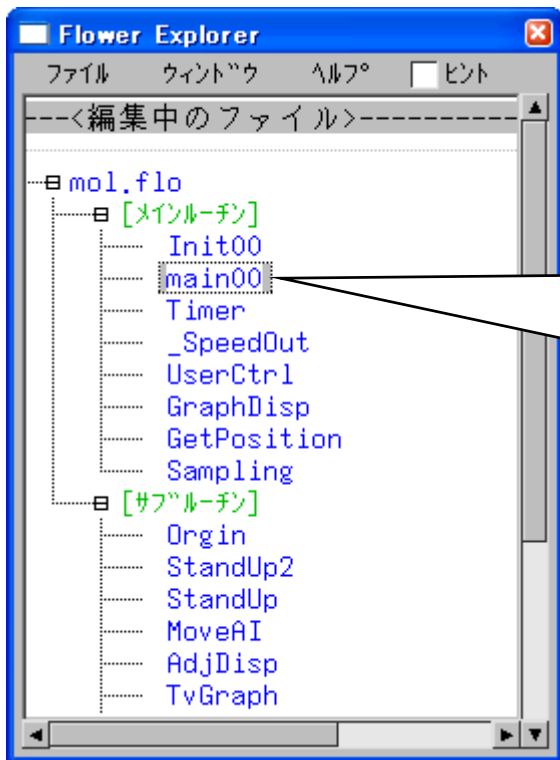 Flower Explorer
ファイル ウィンドウ ヘルプ ヒント
---<編集中のファイル>----------
mol.flo
[メインルーチン]
Init00
main00
Timer
_SpeedOut
UserCtrl
GraphDisp
GetPosition
Sampling
[サブルーチン]
Orgin
StandUp2
StandUp
MoveAI
AdjDisp
TvGraph